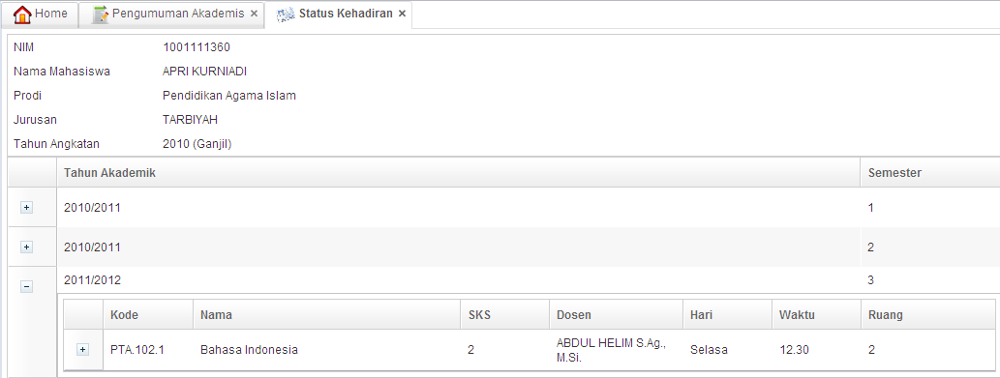 Home Pengumuman Akademis Status Kehadiran
NIM 1001111360
Nama Mahasiswa APRI KURNIADI
Prodi Pendidikan Agama Islam
Jurusan TARBIYAH
Tahun Angkatan 2010 (Ganjil)
Tahun Akademik Semester
2010/2011 1
2010/2011 2
2011/2012 3
Kode Nama SKS Dosen Hari Waktu Ruang
PTA.102.1 Bahasa Indonesia 2 ABDUL HELIM S.Ag., M.Si. Selasa 12.30 2